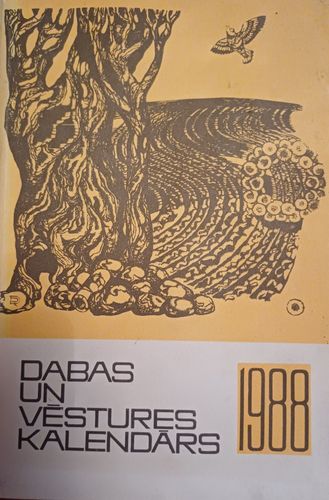 DABAS
UN
VĒSTURES
KALENDĀRS
1988